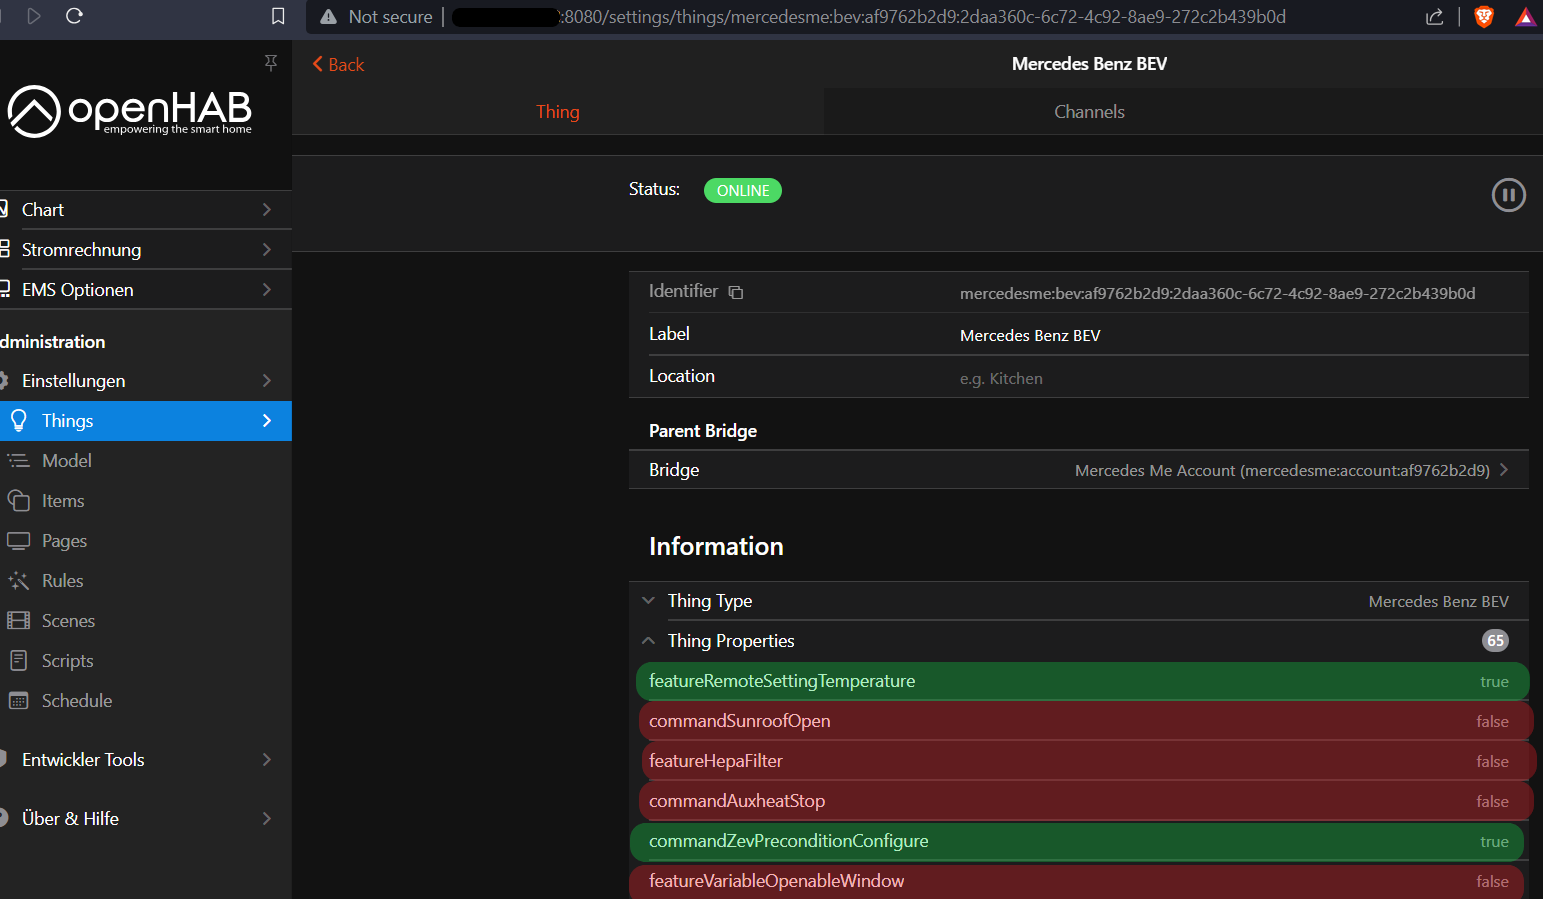 Not secure
:8080/settings/things/mercedesme:bev:af9762b2d9:2daa360c-6c72-4c92-8ae9-272c2b439b0d
openHAB
empowering the smart home
Chart
Stromrechnung
EMS Optionen
dministration
Einstellungen
Things
Model
Items
Pages
Rules
Scenes
Scripts
Schedule
Entwickler Tools
Über & Hilfe
Back
Mercedes Benz BEV
Thing
Channels
Status:
ONLINE
Identifier
mercedesme:bev:af9762b2d9:2daa360c-6c72-4c92-8ae9-272c2b439b0d
Label
Mercedes Benz BEV
Location
e.g. Kitchen
Parent Bridge
Bridge
Mercedes Me Account (mercedesme:account:af9762b2d9)
Information
Thing Type
Mercedes Benz BEV
Thing Properties
65
featureRemoteSettingTemperature
true
commandSunroofOpen
false
featureHepaFilter
false
commandAuxheatStop
false
commandZevPreconditionConfigure
true
featureVariableOpenableWindow
false